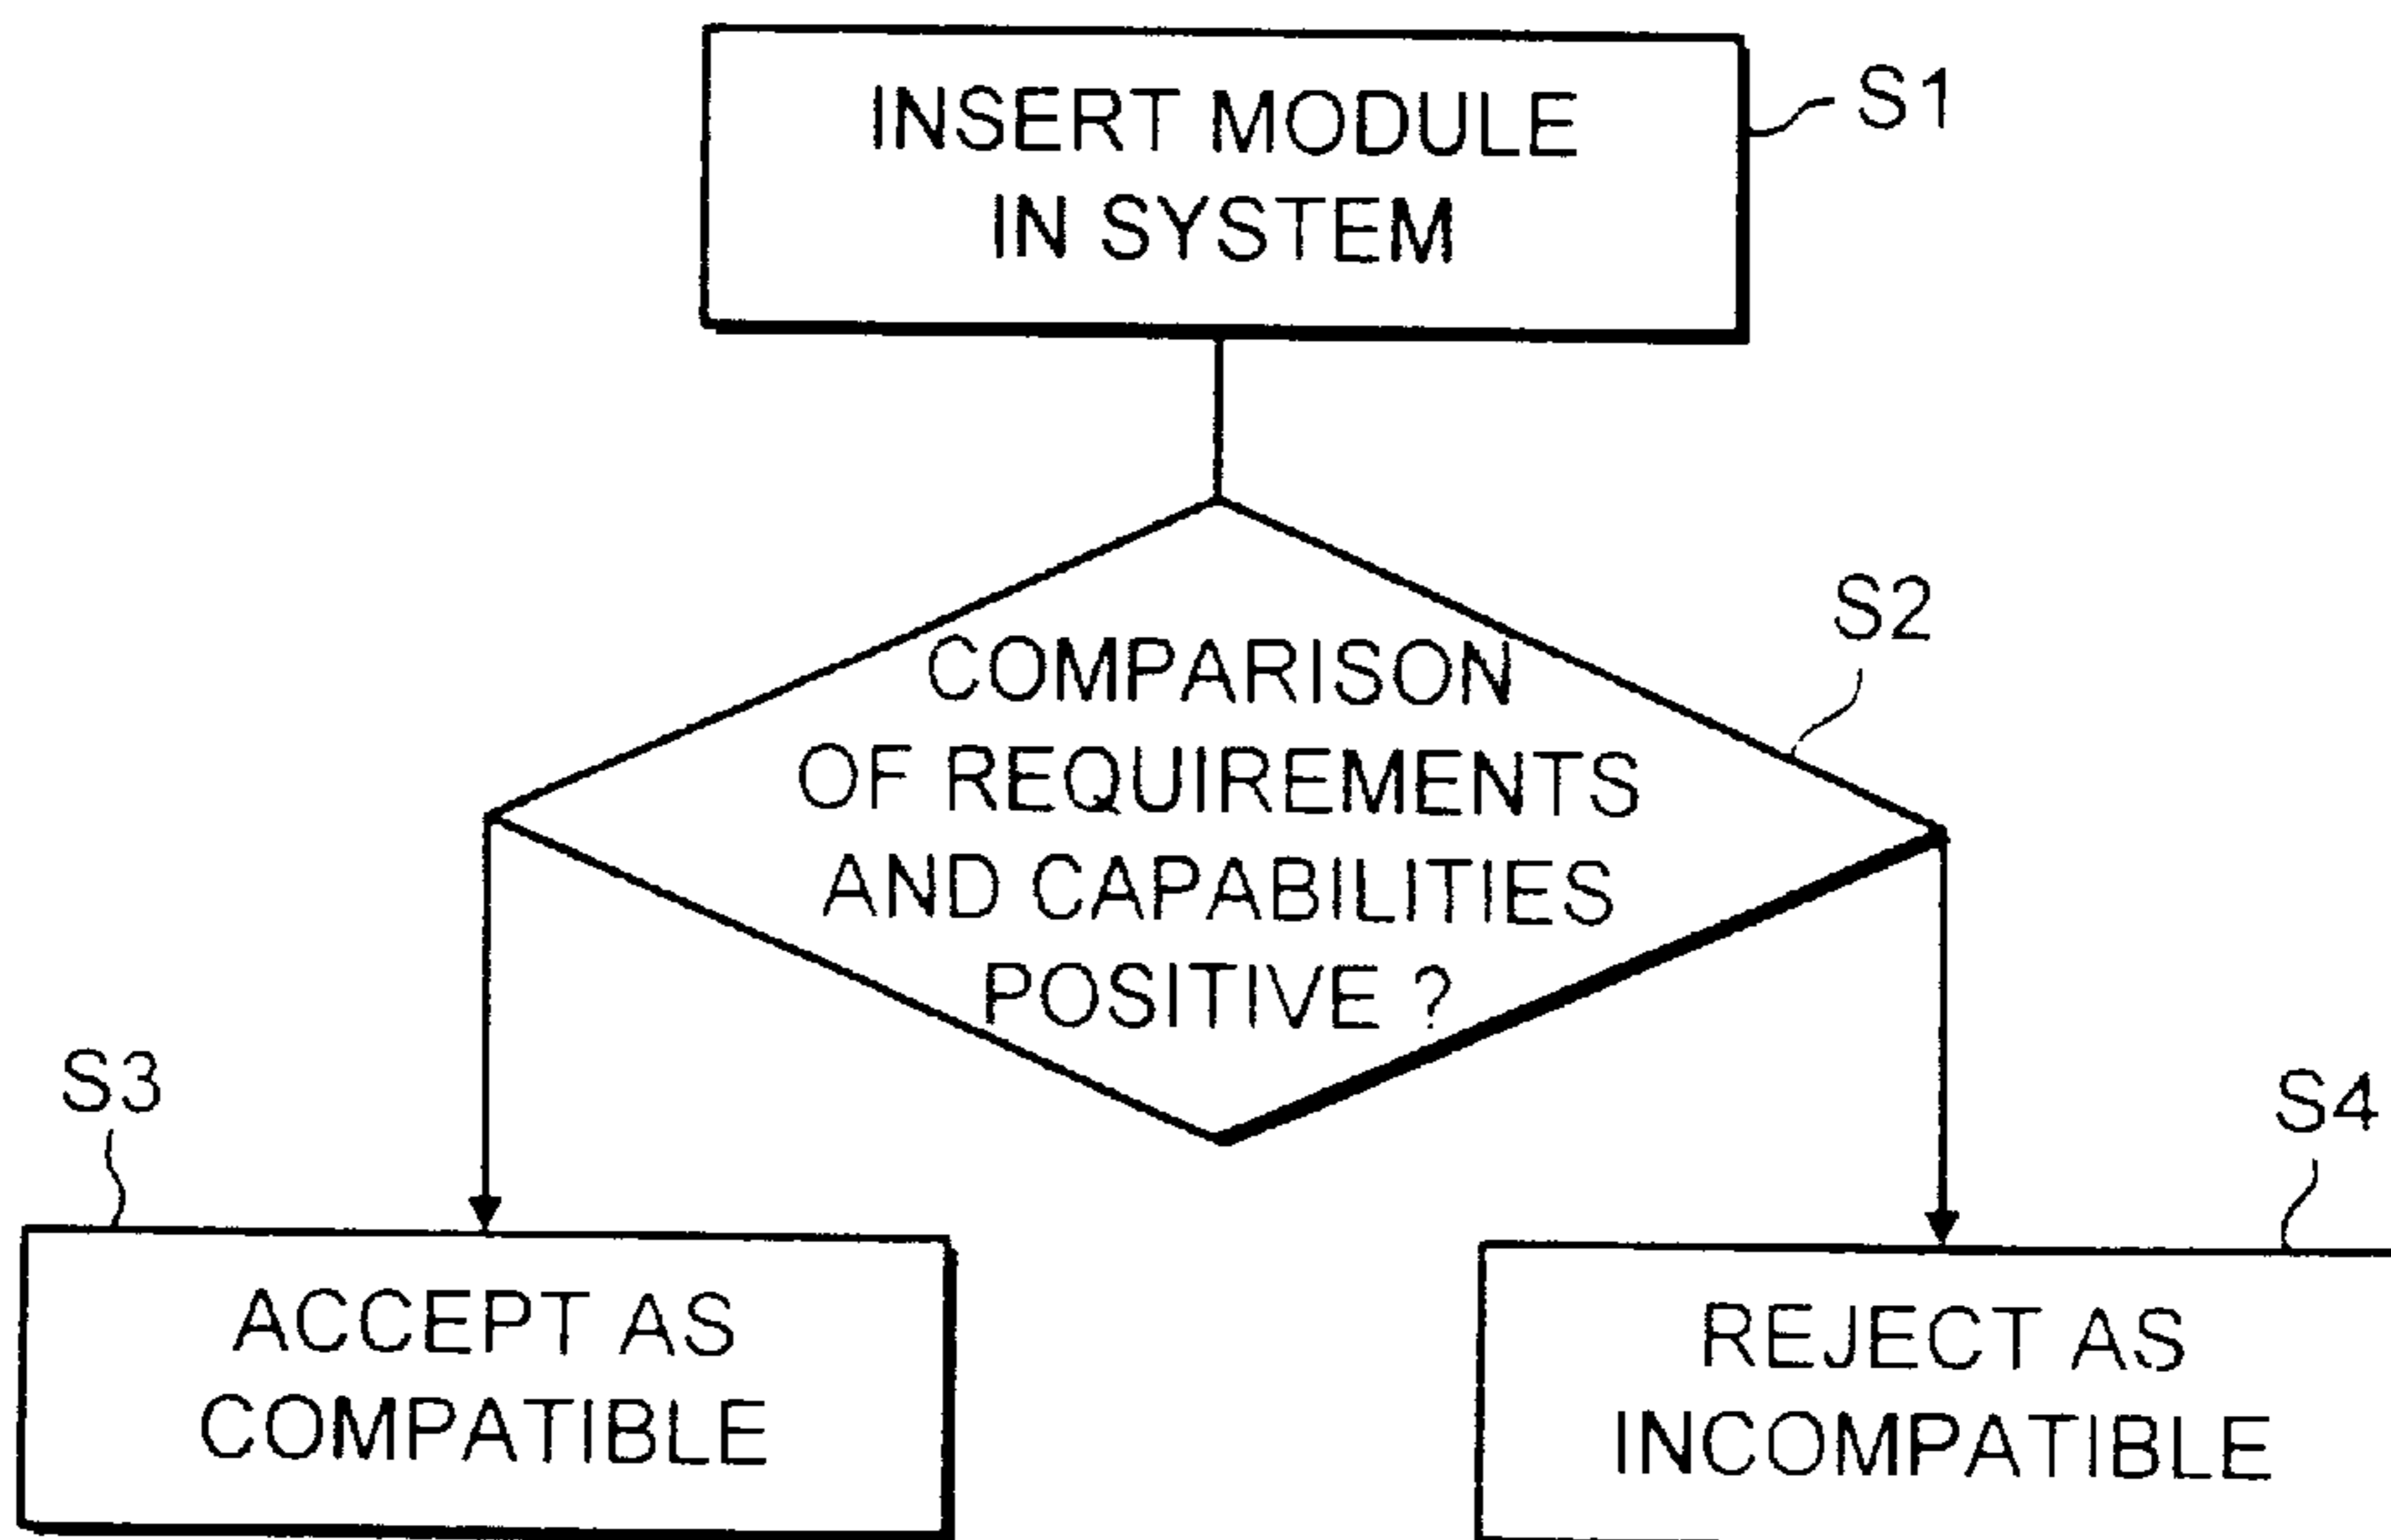 INSERT MODULE
IN SYSTEM
S1
COMPARISON
OF REQUIREMENTS
AND CAPABILITIES
POSITIVE ?
S2
S3
ACCEPT AS
COMPATIBLE
S4
REJECT AS
INCOMPATIBLE